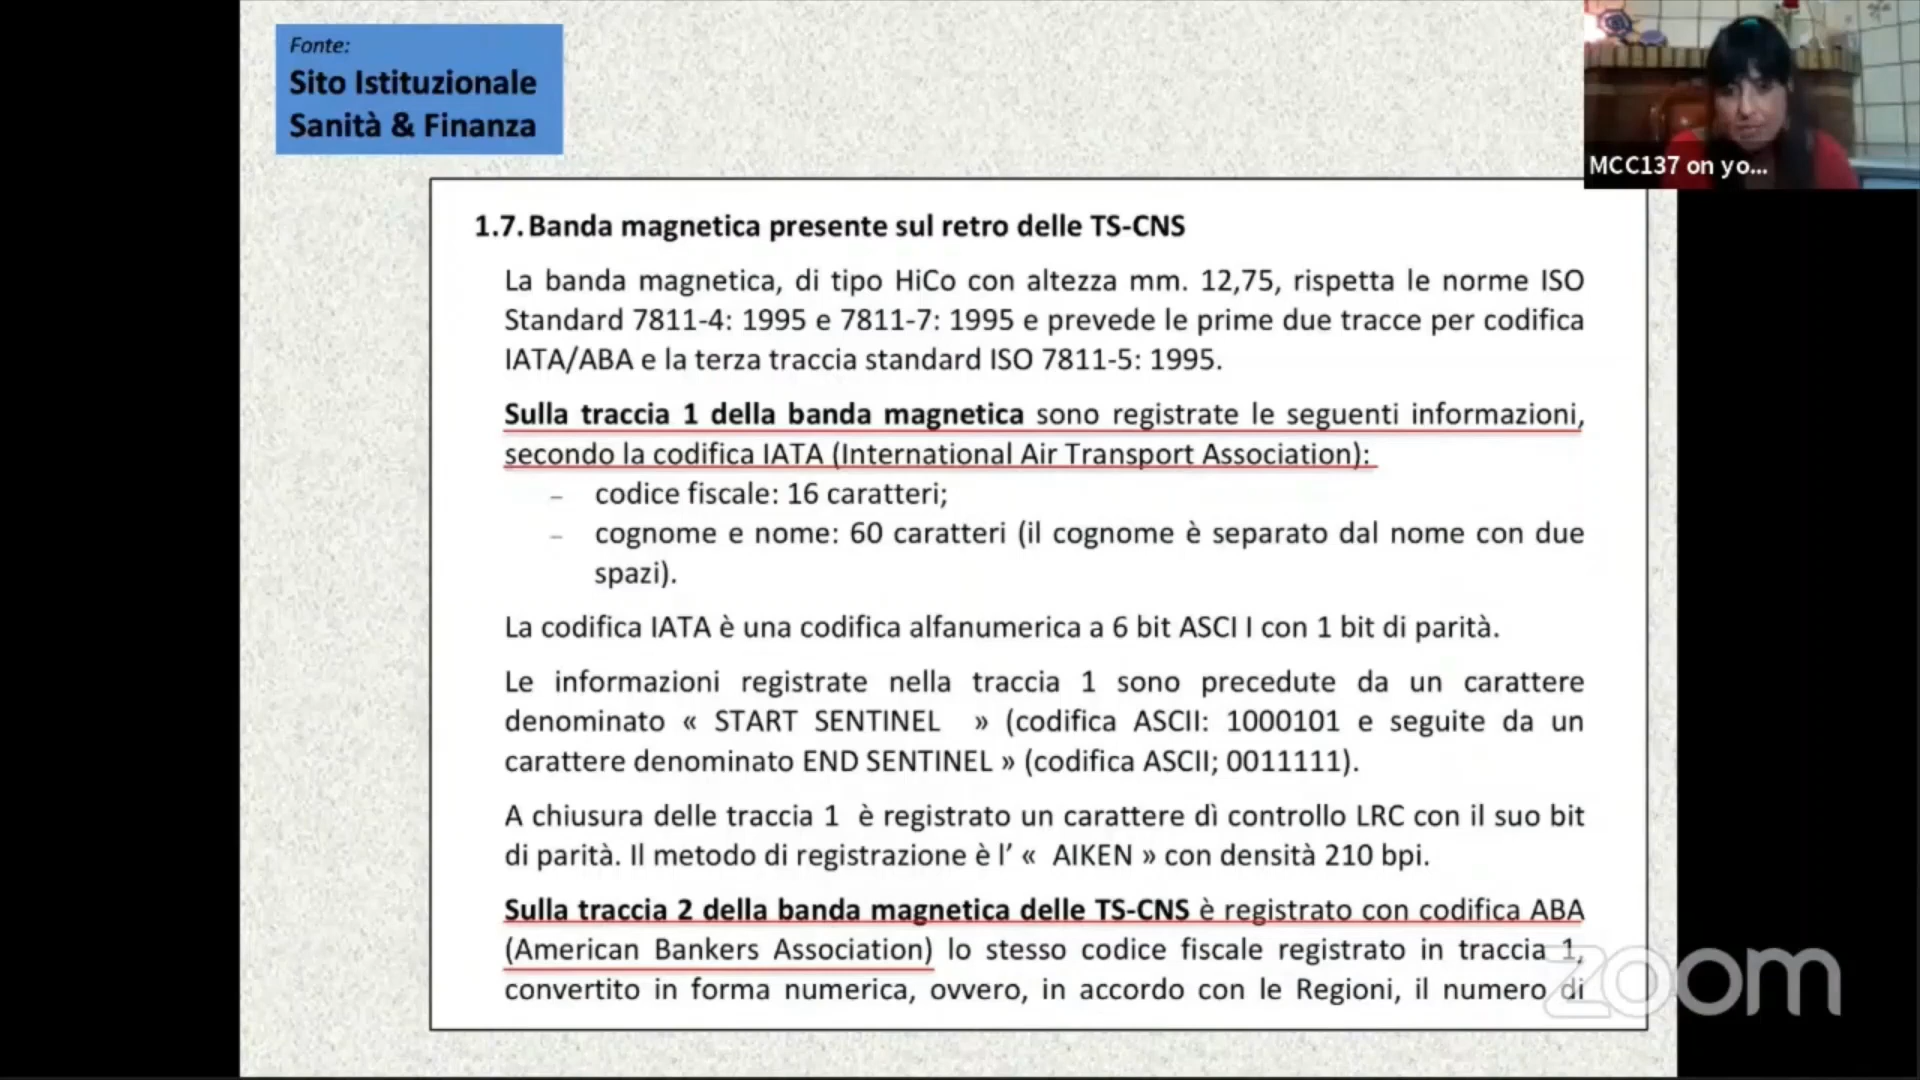 Fonte:
Sito Istituzionale
Sanità & Finanza
MCC137 on yo...
1.7. Banda magnetica presente sul retro delle TS-CNS
La banda magnetica, di tipo HiCo con altezza mm. 12,75, rispetta le norme ISO
Standard 7811-4: 1995 e 7811-7: 1995 e prevede le prime due tracce per codifica
IATA/ABA e la terza traccia standard ISO 7811-5: 1995.
Sulla traccia 1 della banda magnetica sono registrate le seguenti informazioni,
secondo la codifica IATA (International Air Transport Association):
– codice fiscale: 16 caratteri;
– cognome e nome: 60 caratteri (il cognome è separato dal nome con due
spazi).
La codifica IATA è una codifica alfanumerica a 6 bit ASCI I con 1 bit di parità.
Le informazioni registrate nella traccia 1 sono precedute da un carattere
denominato « START SENTINEL » (codifica ASCII: 1000101 e seguite da un
carattere denominato END SENTINEL » (codifica ASCII; 0011111).
A chiusura delle traccia 1 è registrato un carattere dì controllo LRC con il suo bit
di parità. Il metodo di registrazione è l’ « AIKEN » con densità 210 bpi.
Sulla traccia 2 della banda magnetica delle TS-CNS è registrato con codifica ABA
(American Bankers Association) lo stesso codice fiscale registrato in traccia 1,
convertito in forma numerica, ovvero, in accordo con le Regioni, il numero di
zoom